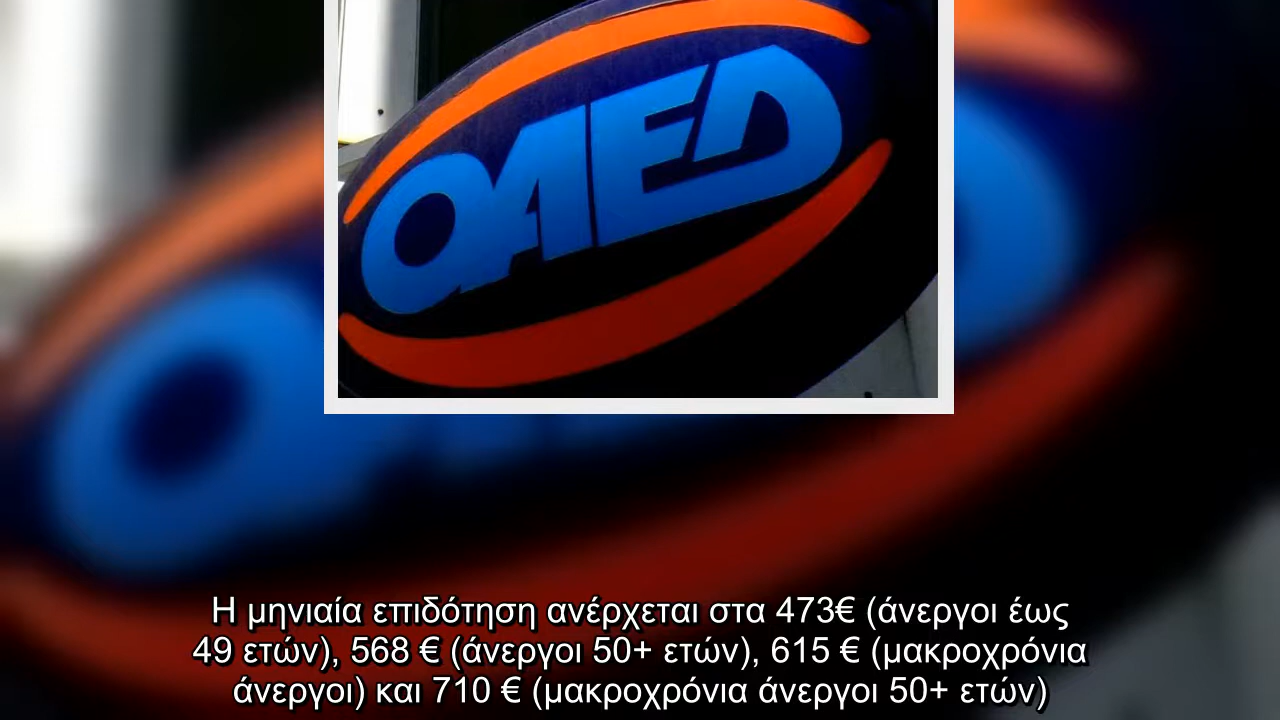 ΟΑΕΔ
Η μηνιαία επιδότηση ανέρχεται στα 473€ (άνεργοι έως
49 ετών), 568 € (άνεργοι 50+ ετών), 615 € (μακροχρόνια
άνεργοι) και 710 € (μακροχρόνια άνεργοι 50+ ετών)